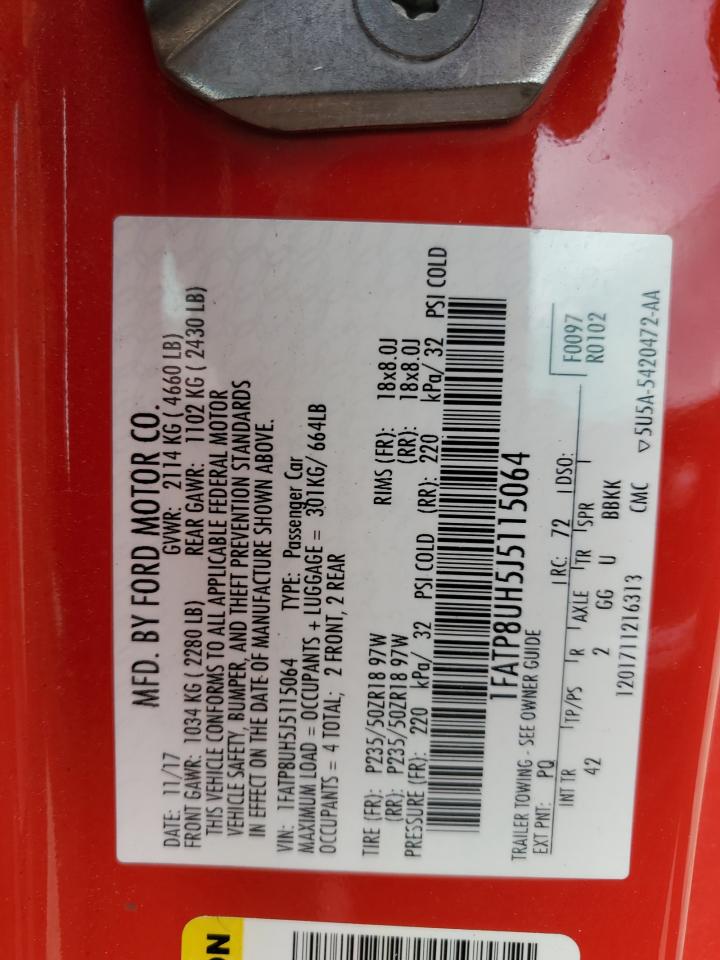 MFD. BY FORD MOTOR CO.
DATE: 11/17 GVWR: 2114 KG ( 4660 LB)
FRONT GAWR: 1034 KG ( 2280 LB) REAR GAWR: 1102 KG ( 2430 LB)
THIS VEHICLE CONFORMS TO ALL APPLICABLE FEDERAL MOTOR
VEHICLE SAFETY, BUMPER, AND THEFT PREVENTION STANDARDS
IN EFFECT ON THE DATE OF MANUFACTURE SHOWN ABOVE.
VIN: 1FATP8UH5J5115064 TYPE: Passenger Car
MAXIMUM LOAD = OCCUPANTS + LUGGAGE = 301KG/ 664LB
OCCUPANTS = 4 TOTAL; 2 FRONT, 2 REAR
TIRE (FR): P235/50ZR18 97W RIMS (FR): 18x8.0J
(RR): P235/50ZR18 97W (RR): 18x8.0J
PRESSURE (FR): 220 kPa/ 32 PSI COLD (RR): 220 kPa/ 32 PSI COLD
1FATP8UH5J5115064
TRAILER TOWING - SEE OWNER GUIDE
EXT PNT: PQ RC: 72 DSO: F0097
R0102
INT TR TP/PS R AXLE TR SPR
42 2 GG U BBKK
1201711216313 CMC ▽5U5A-5420472-AA
ON